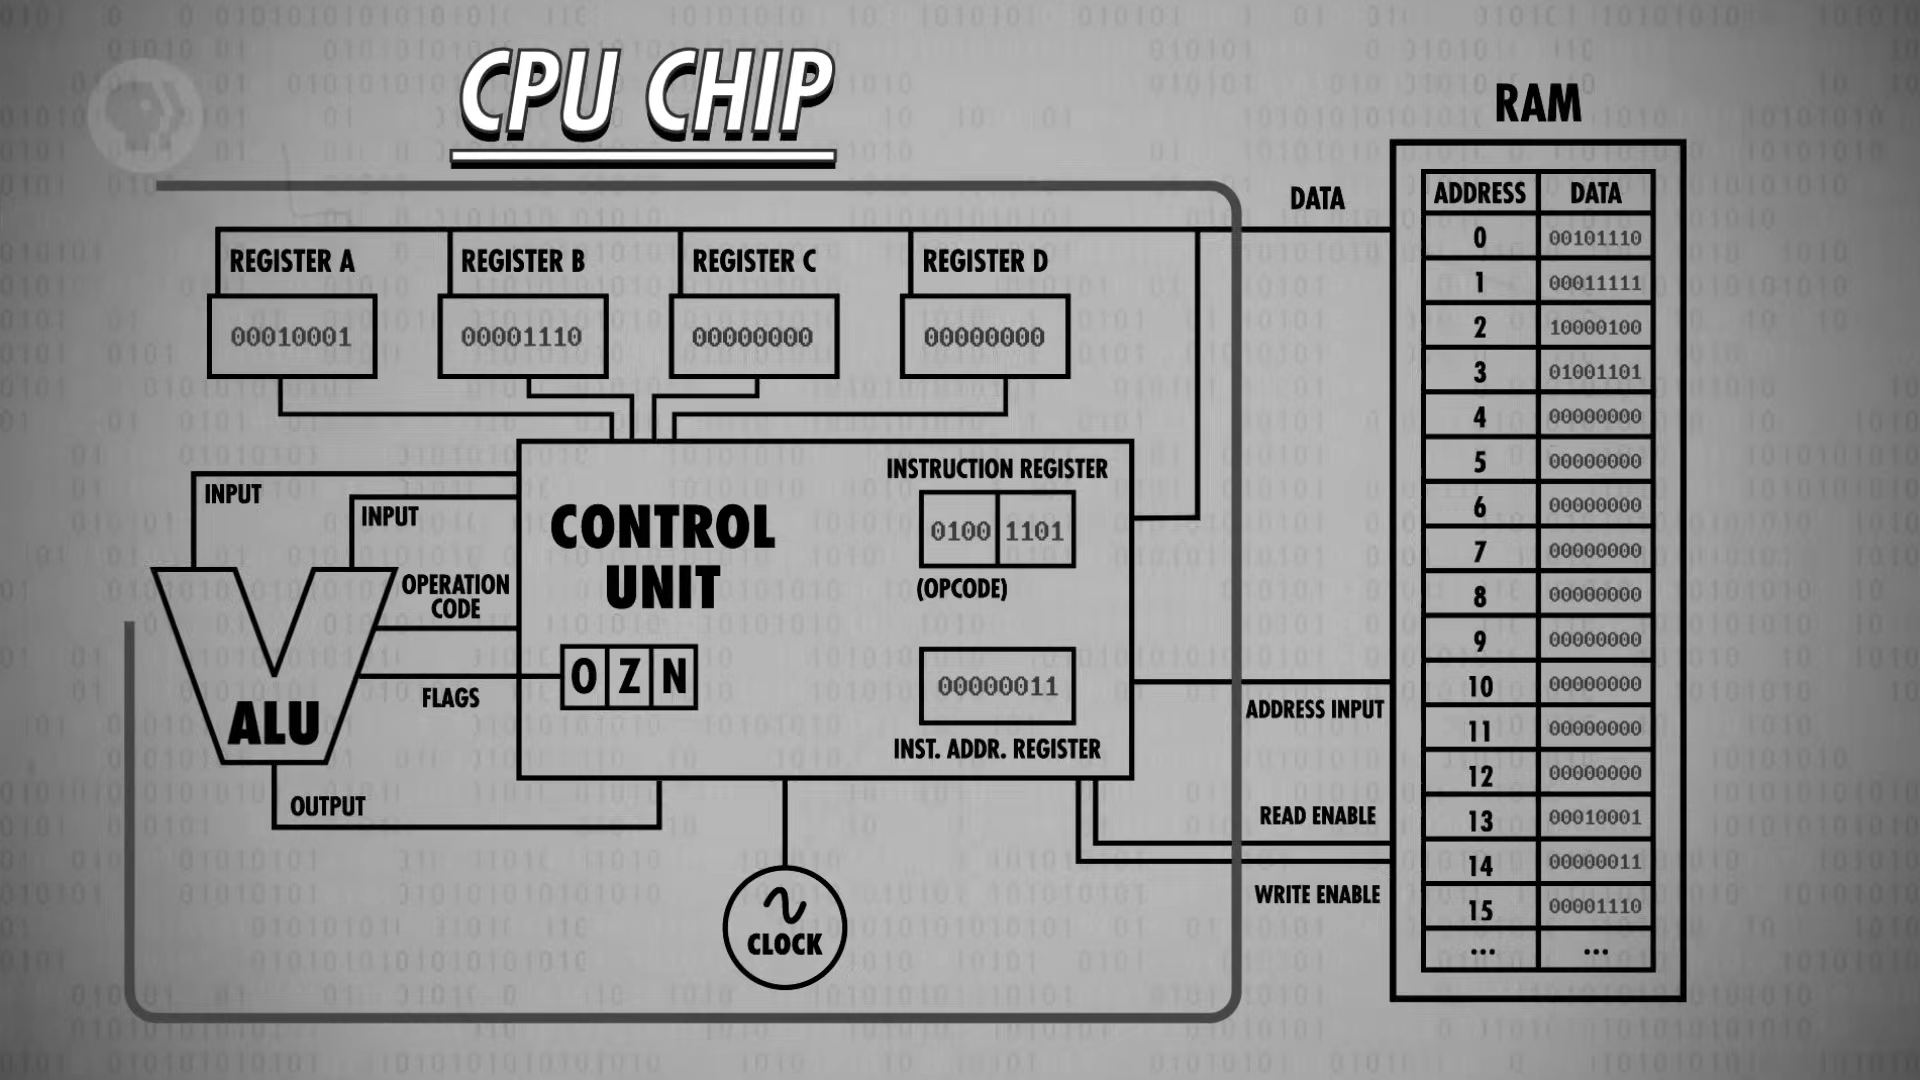 CPU CHIP
RAM
DATA
ADDRESS DATA
0 00101110
1 00011111
2 10000100
3 01001101
4 00000000
5 00000000
6 00000000
7 00000000
8 00000000
9 00000000
10 00000000
11 00000000
12 00000000
13 00010001
14 00000011
15 00001110
... ...
REGISTER A
00010001
REGISTER B
00001110
REGISTER C
00000000
REGISTER D
00000000
INPUT
INPUT
OPERATION
CODE
FLAGS
ALU
OUTPUT
CONTROL
UNIT
O Z N
INSTRUCTION REGISTER
0100 1101
(OPCODE)
00000011
INST. ADDR. REGISTER
ADDRESS INPUT
READ ENABLE
WRITE ENABLE
CLOCK